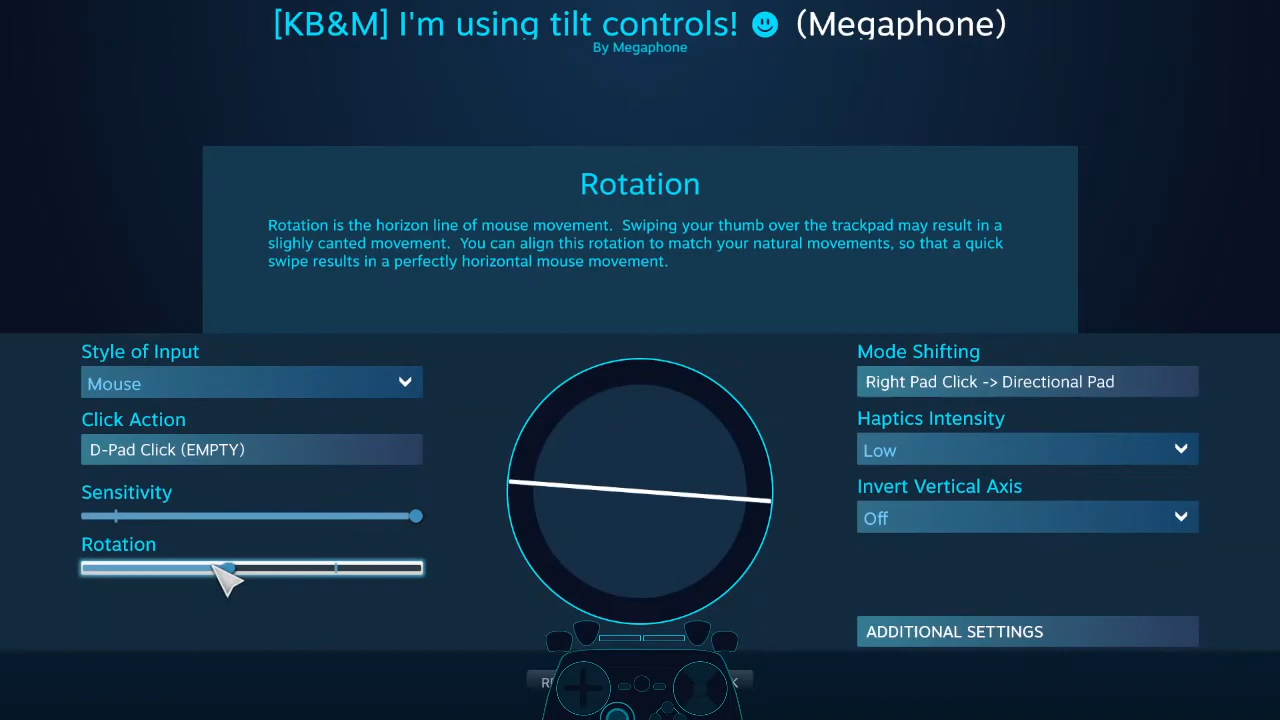 [KB&M] I'm using tilt controls! (Megaphone)
By Megaphone
Rotation
Rotation is the horizon line of mouse movement. Swiping your thumb over the trackpad may result in a
slighly canted movement. You can align this rotation to match your natural movements, so that a quick
swipe results in a perfectly horizontal mouse movement.
Style of Input
Mouse
Click Action
D-Pad Click (EMPTY)
Sensitivity
Rotation
Mode Shifting
Right Pad Click -> Directional Pad
Haptics Intensity
Low
Invert Vertical Axis
Off
ADDITIONAL SETTINGS